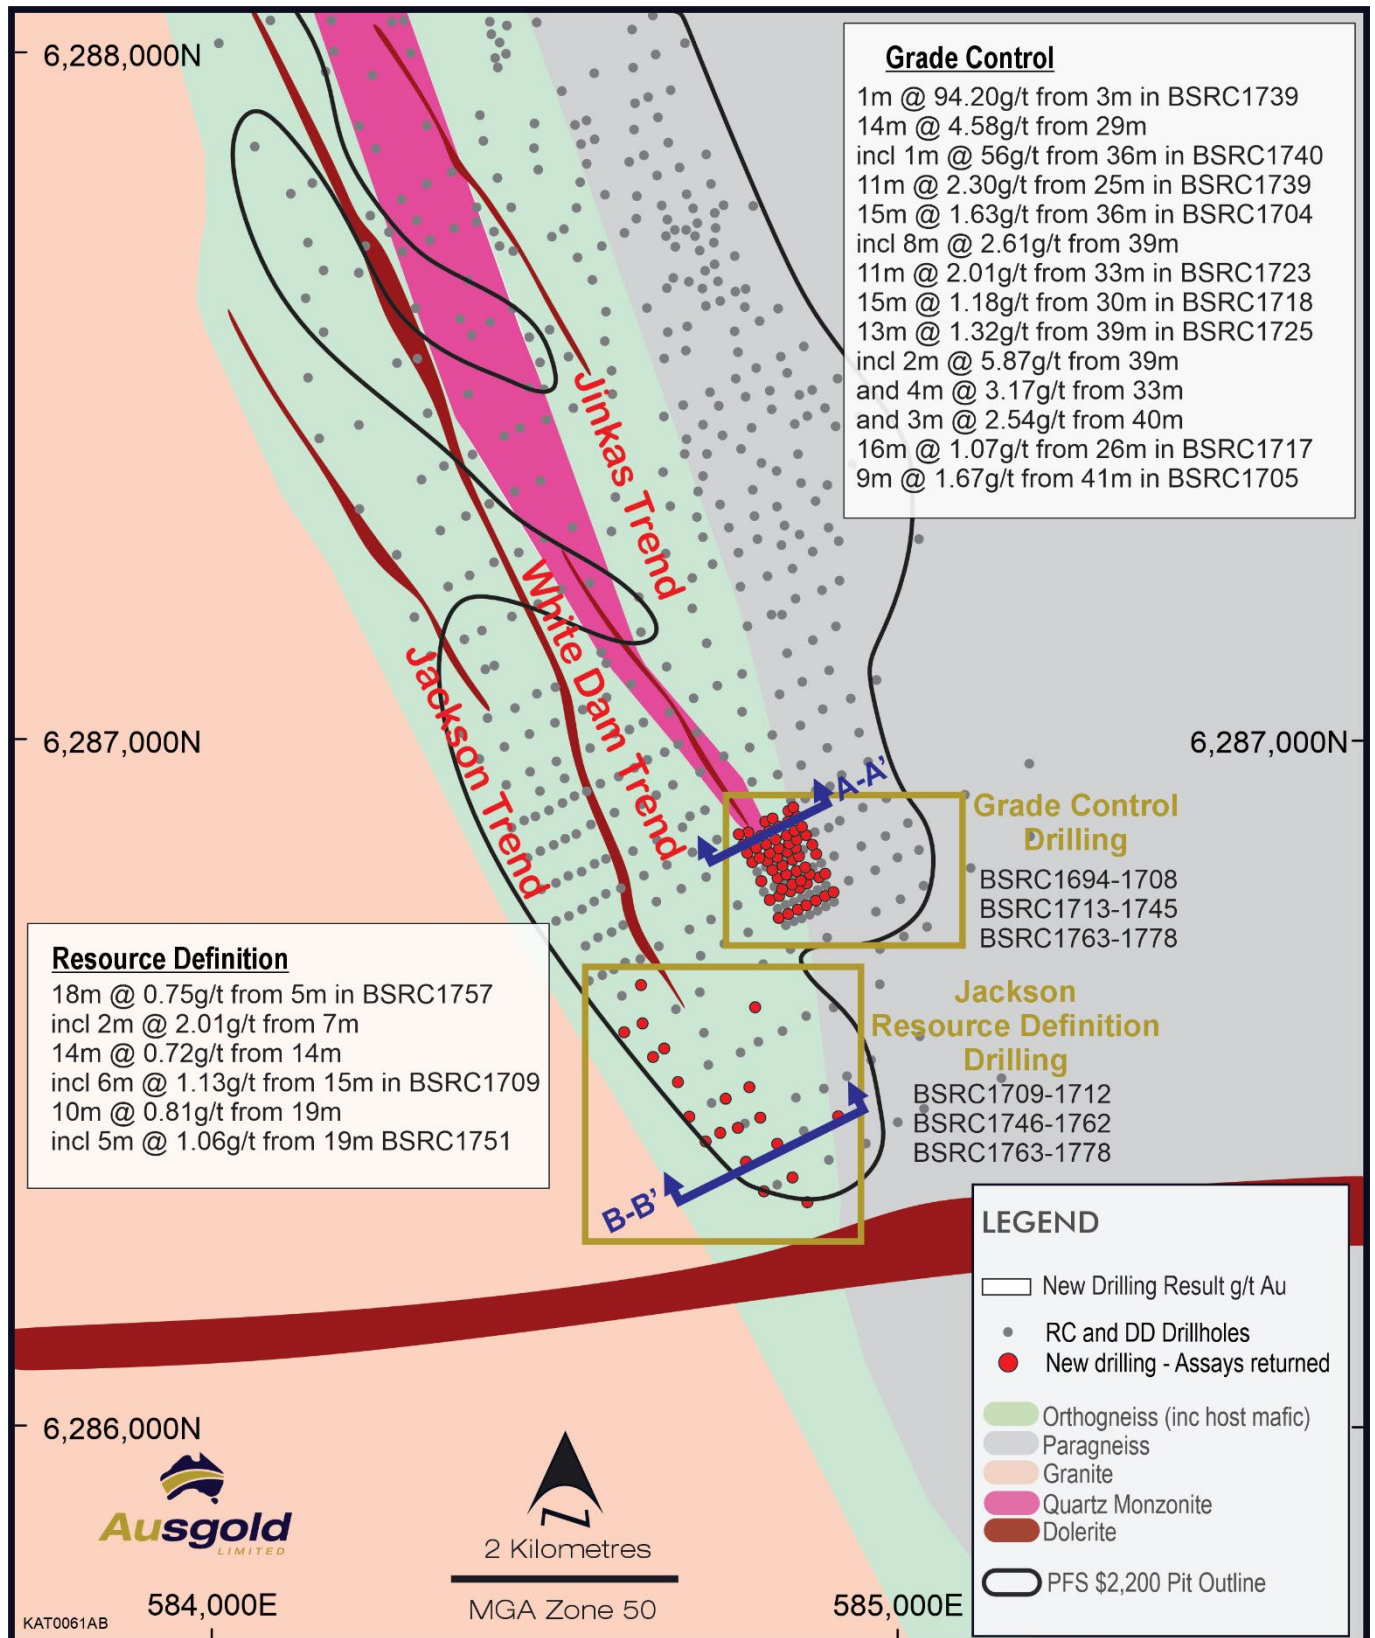 6,288,000N
Grade Control
1m @ 94.20g/t from 3m in BSRC1739
14m @ 4.58g/t from 29m
incl 1m @ 56g/t from 36m in BSRC1740
11m @ 2.30g/t from 25m in BSRC1739
15m @ 1.63g/t from 36m in BSRC1704
incl 8m @ 2.61g/t from 39m
11m @ 2.01g/t from 33m in BSRC1723
15m @ 1.18g/t from 30m in BSRC1718
13m @ 1.32g/t from 39m in BSRC1725
incl 2m @ 5.87g/t from 39m
and 4m @ 3.17g/t from 33m
and 3m @ 2.54g/t from 40m
16m @ 1.07g/t from 26m in BSRC1717
9m @ 1.67g/t from 41m in BSRC1705
Jinkas Trend
White Dam Trend
Jackson Trend
6,287,000N
6,287,000N
A-A'
Grade Control
Drilling
BSRC1694-1708
BSRC1713-1745
BSRC1763-1778
Resource Definition
18m @ 0.75g/t from 5m in BSRC1757
incl 2m @ 2.01g/t from 7m
14m @ 0.72g/t from 14m
incl 6m @ 1.13g/t from 15m in BSRC1709
10m @ 0.81g/t from 19m
incl 5m @ 1.06g/t from 19m BSRC1751
Jackson
Resource Definition
Drilling
BSRC1709-1712
BSRC1746-1762
BSRC1763-1778
B-B'
LEGEND
New Drilling Result g/t Au
RC and DD Drillholes
New drilling - Assays returned
Orthogneiss (inc host mafic)
Paragneiss
Granite
Quartz Monzonite
Dolerite
PFS $2,200 Pit Outline
6,286,000N
Ausgold
LIMITED
N
2 Kilometres
MGA Zone 50
584,000E
585,000E
KAT0061AB